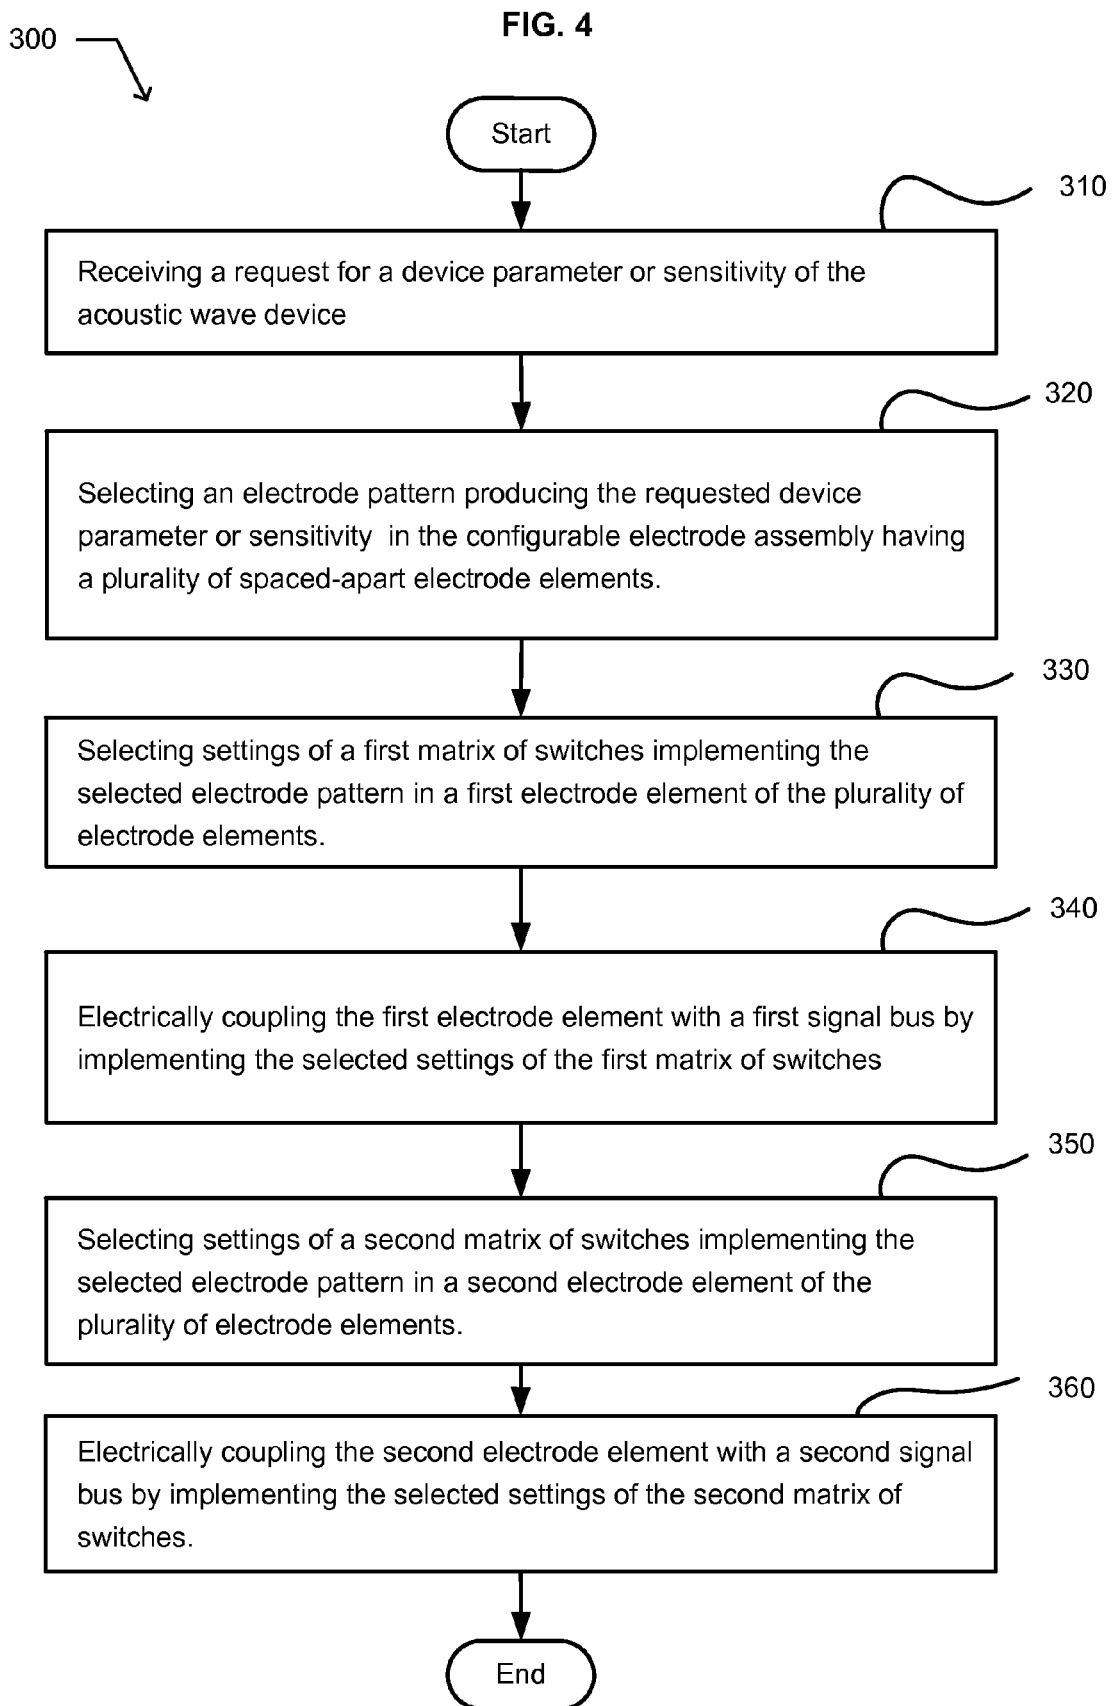 FIG. 4
300
Start
310
Receiving a request for a device parameter or sensitivity of the
acoustic wave device
320
Selecting an electrode pattern producing the requested device
parameter or sensitivity in the configurable electrode assembly having
a plurality of spaced-apart electrode elements.
330
Selecting settings of a first matrix of switches implementing the
selected electrode pattern in a first electrode element of the plurality of
electrode elements.
340
Electrically coupling the first electrode element with a first signal bus by
implementing the selected settings of the first matrix of switches
350
Selecting settings of a second matrix of switches implementing the
selected electrode pattern in a second electrode element of the
plurality of electrode elements.
360
Electrically coupling the second electrode element with a second signal
bus by implementing the selected settings of the second matrix of
switches.
End